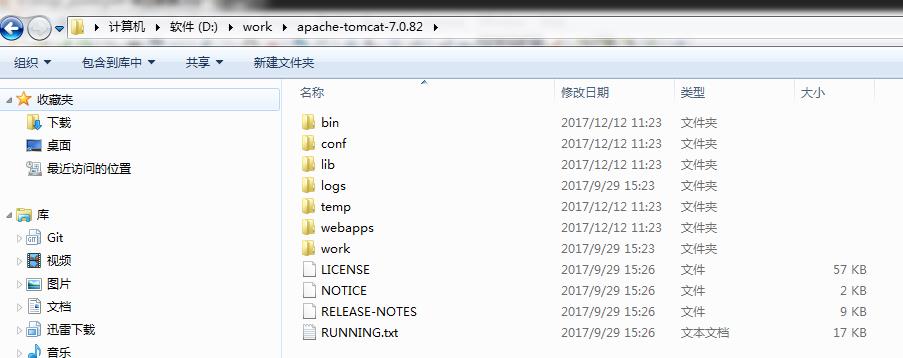 计算机 软件 (D:) work apache-tomcat-7.0.82
组织 包含到库中 共享 新建文件夹
收藏夹
下载
桌面
最近访问的位置
库
Git
视频
图片
文档
迅雷下载
音乐
名称 修改日期 类型 大小
bin 2017/12/12 11:23 文件夹
conf 2017/12/12 11:23 文件夹
lib 2017/12/12 11:23 文件夹
logs 2017/9/29 15:23 文件夹
temp 2017/12/12 11:23 文件夹
webapps 2017/12/12 11:23 文件夹
work 2017/9/29 15:23 文件夹
LICENSE 2017/9/29 15:26 文件 57 KB
NOTICE 2017/9/29 15:26 文件 2 KB
RELEASE-NOTES 2017/9/29 15:26 文件 9 KB
RUNNING.txt 2017/9/29 15:26 文本文档 17 KB